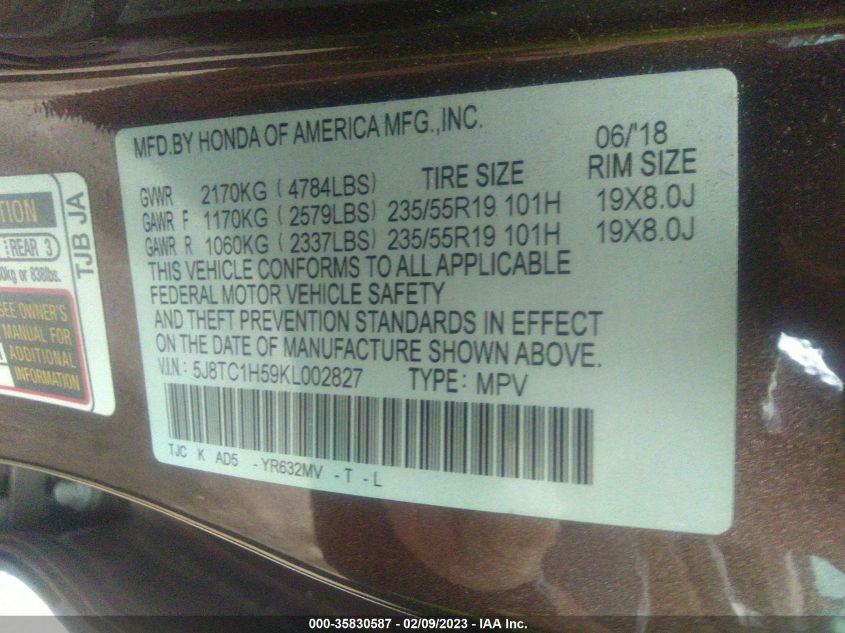 MFD.BY HONDA OF AMERICA MFG.,INC. 06/'18
GVWR 2170KG (4784LBS) TIRE SIZE RIM SIZE
GAWR F 1170KG (2579LBS) 235/55R19 101H 19X8.0J
GAWR R 1060KG (2337LBS) 235/55R19 101H 19X8.0J
THIS VEHICLE CONFORMS TO ALL APPLICABLE
FEDERAL MOTOR VEHICLE SAFETY
AND THEFT PREVENTION STANDARDS IN EFFECT
ON THE DATE OF MANUFACTURE SHOWN ABOVE.
V.I.N.: 5J8TC1H59KL002827 TYPE: MPV
TJC K AD5 -YR632MV -T -L
REAR 3
or 838lbs.
SEE OWNER'S
MANUAL FOR
ADDITIONAL
INFORMATION
TJB JA
000-35830587 - 02/09/2023 - IAA Inc.